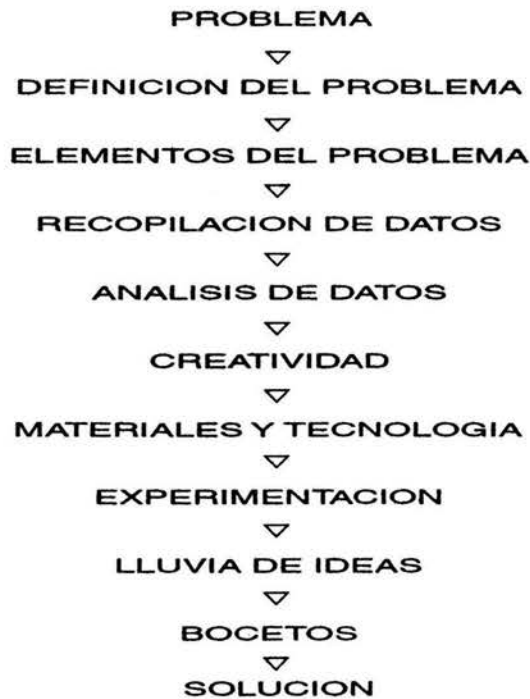 PROBLEMA
DEFINICION DEL PROBLEMA
ELEMENTOS DEL PROBLEMA
RECOPILACION DE DATOS
ANALISIS DE DATOS
CREATIVIDAD
MATERIALES Y TECNOLOGIA
EXPERIMENTACION
LLUVIA DE IDEAS
BOCETOS
SOLUCION